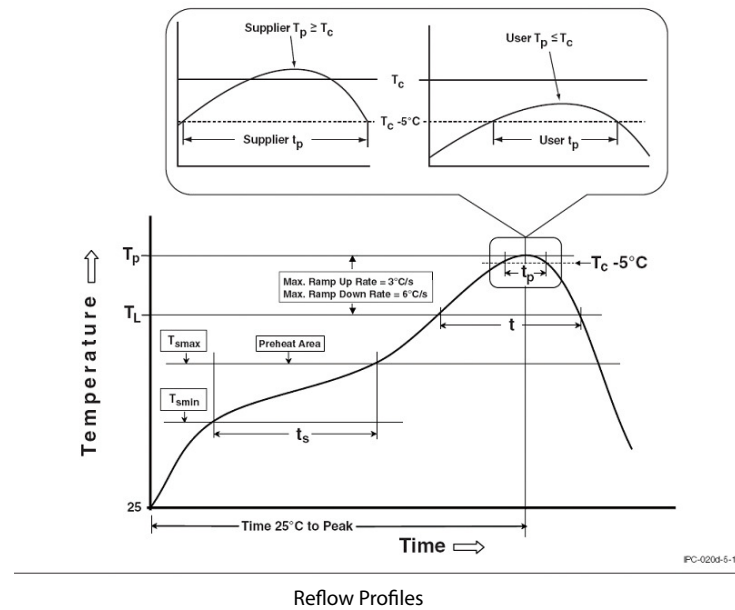 Supplier Tp ≥ Tc
User Tp ≤ Tc
Tc
Tc -5°C
Supplier tp
User tp
Tp
Tc -5°C
tp
Max. Ramp Up Rate = 3°C/s
Max. Ramp Down Rate = 6°C/s
TL
t
Tsmax
Preheat Area
Tsmin
ts
Temperature
25
Time 25°C to Peak
Time
IPC-020d-5-1
Reflow Profiles